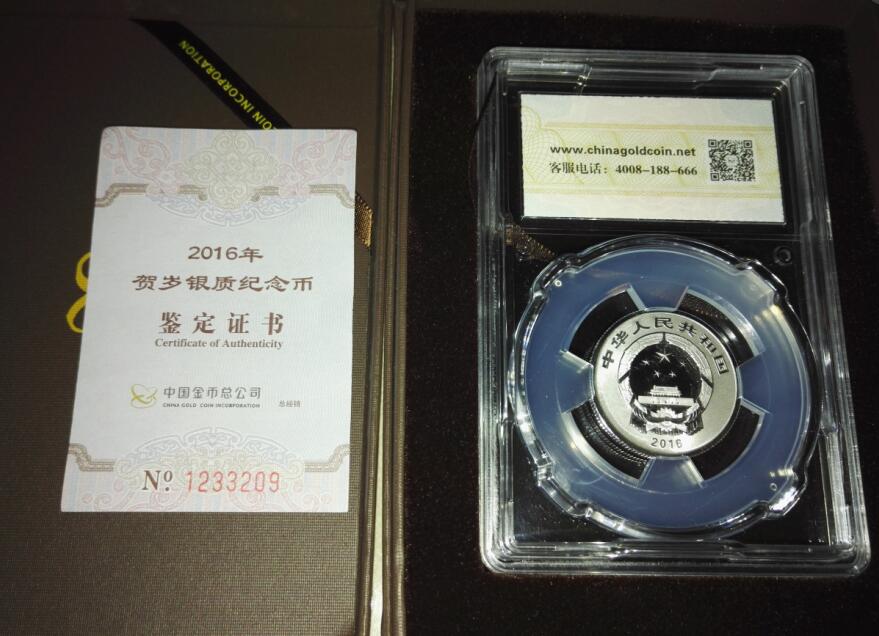 COIN INCORPORATION
2016年
贺岁银质纪念币
鉴定证书
Certificate of Authenticity
中国金币总公司
CHINA GOLD COIN INCORPORATION
总经销
№ 1233209
www.chinagoldcoin.net
客服电话：4008-188-666
中华人民共和国
2016